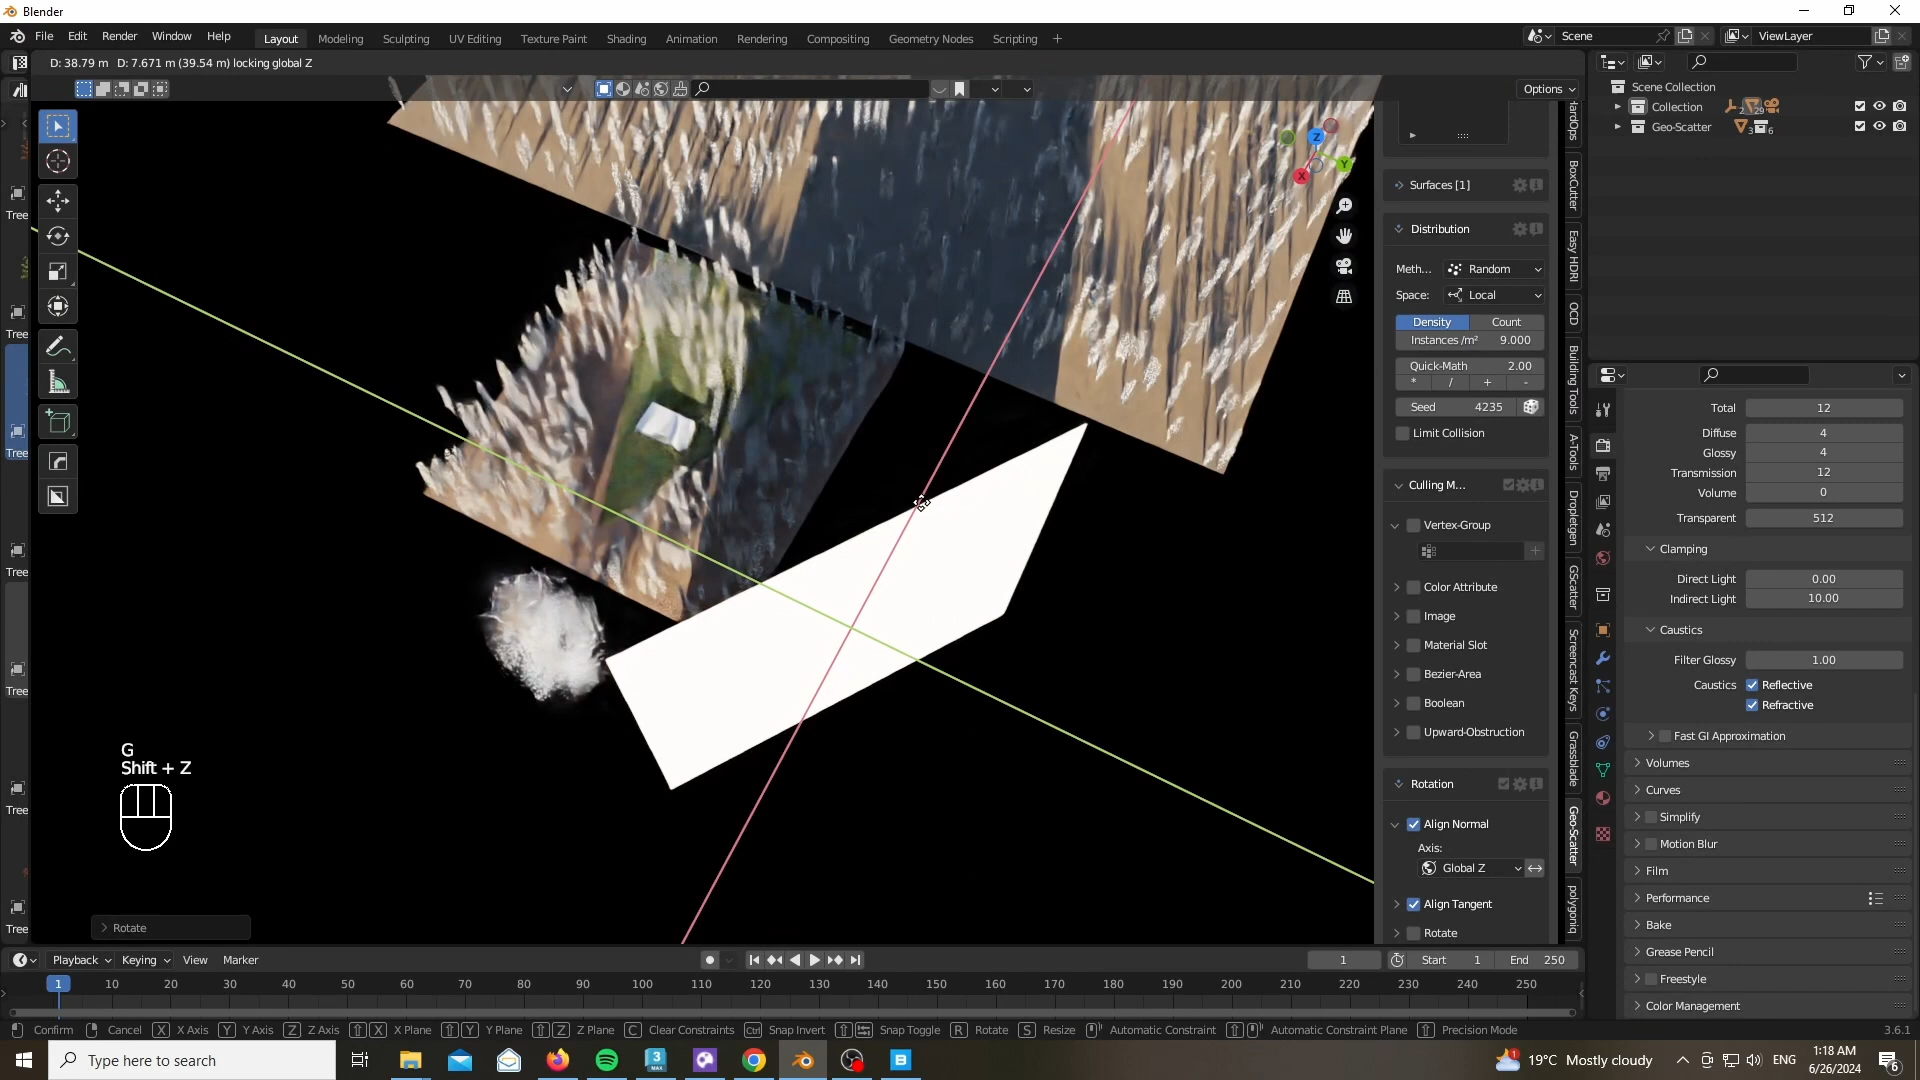 Blender
File Edit Render Window Help
Layout Modeling Sculpting UV Editing Texture Paint Shading Animation Rendering Compositing Geometry Nodes Scripting +
Scene
ViewLayer
D: 38.79 m D: 7.671 m (39.54 m) locking global Z
Options
Scene Collection
Collection 2 29
Geo-Scatter 3 6
Z
Y
X
Tree
Tree
Tree
Tree
Tree
Tree
Tree
G
Shift + Z
Rotate
Surfaces [1]
Distribution
Meth... Random
Space: Local
Density Count
Instances /m² 9.000
Quick-Math 2.00
* / + -
Seed 4235
Limit Collision
Culling M...
Vertex-Group
Color Attribute
Image
Material Slot
Bezier-Area
Boolean
Upward-Obstruction
Rotation
Align Normal
Axis:
Global Z
Align Tangent
Rotate
HardOps
BoxCutter
Easy HDRI
OCD
Building Tools
A-Tools
Dropletgen
GScatter
Screencast Keys
Grassblade
Geo-Scatter
polygoniq
Total 12
Diffuse 4
Glossy 4
Transmission 12
Volume 0
Transparent 512
Clamping
Direct Light 0.00
Indirect Light 10.00
Caustics
Filter Glossy 1.00
Caustics Reflective
Refractive
Fast GI Approximation
Volumes
Curves
Simplify
Motion Blur
Film
Performance
Bake
Grease Pencil
Freestyle
Color Management
Playback Keying View Marker
1 Start 1 End 250
1 10 20 30 40 50 60 70 80 90 100 110 120 130 140 150 160 170 180 190 200 210 220 230 240 250
Confirm Cancel X X Axis Y Y Axis Z Z Axis X X Plane Y Y Plane Z Z Plane C Clear Constraints Ctrl Snap Invert Snap Toggle R Rotate S Resize Automatic Constraint Automatic Constraint Plane Precision Mode
3.6.1
Type here to search
3 MAX
19°C Mostly cloudy
ENG
1:18 AM
6/26/2024
6